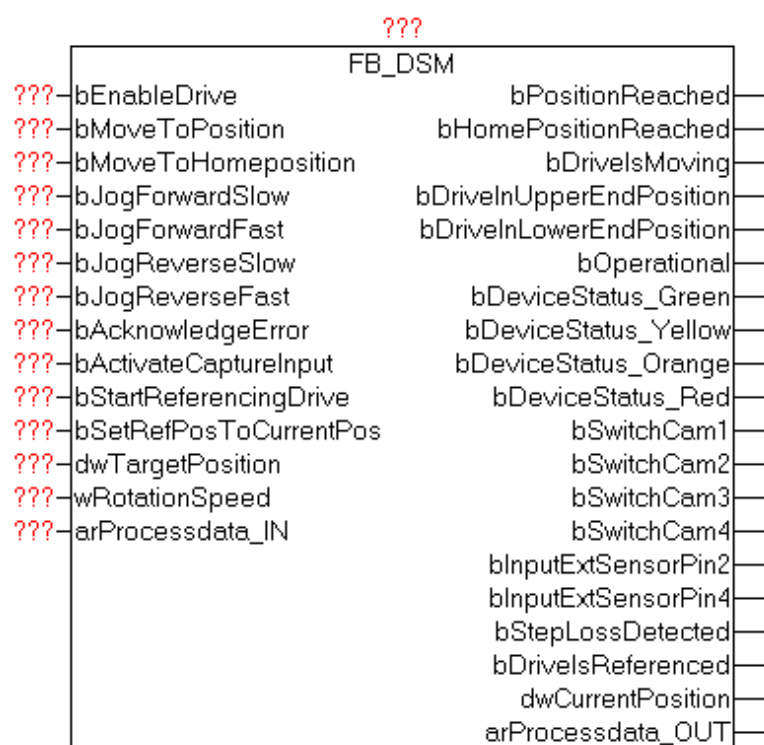 ???
FB_DSM
??? bEnableDrive bPositionReached
??? bMoveToPosition bHomePositionReached
??? bMoveToHomeposition bDriveIsMoving
??? bJogForwardSlow bDriveInUpperEndPosition
??? bJogForwardFast bDriveInLowerEndPosition
??? bJogReverseSlow bOperational
??? bJogReverseFast bDeviceStatus_Green
??? bAcknowledgeError bDeviceStatus_Yellow
??? bActivateCaptureInput bDeviceStatus_Orange
??? bStartReferencingDrive bDeviceStatus_Red
??? bSetRefPosToCurrentPos bSwitchCam1
??? dwTargetPosition bSwitchCam2
??? wRotationSpeed bSwitchCam3
??? arProcessdata_IN bSwitchCam4
bInputExtSensorPin2
bInputExtSensorPin4
bStepLossDetected
bDriveIsReferenced
dwCurrentPosition
arProcessdata_OUT